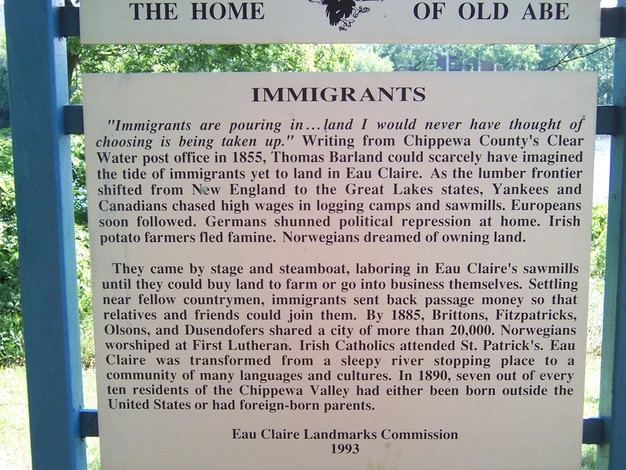 THE HOME OF OLD ABE
IMMIGRANTS
"Immigrants are pouring in...land I would never have thought of
choosing is being taken up." Writing from Chippewa County's Clear
Water post office in 1855, Thomas Barland could scarcely have imagined
the tide of immigrants yet to land in Eau Claire. As the lumber frontier
shifted from New England to the Great Lakes states, Yankees and
Canadians chased high wages in logging camps and sawmills. Europeans
soon followed. Germans shunned political repression at home. Irish
potato farmers fled famine. Norwegians dreamed of owning land.
They came by stage and steamboat, laboring in Eau Claire's sawmills
until they could buy land to farm or go into business themselves. Settling
near fellow countrymen, immigrants sent back passage money so that
relatives and friends could join them. By 1885, Brittons, Fitzpatricks,
Olsons, and Dusendofers shared a city of more than 20,000. Norwegians
worshiped at First Lutheran. Irish Catholics attended St. Patrick's. Eau
Claire was transformed from a sleepy river stopping place to a
community of many languages and cultures. In 1890, seven out of every
ten residents of the Chippewa Valley had either been born outside the
United States or had foreign-born parents.
Eau Claire Landmarks Commission
1993